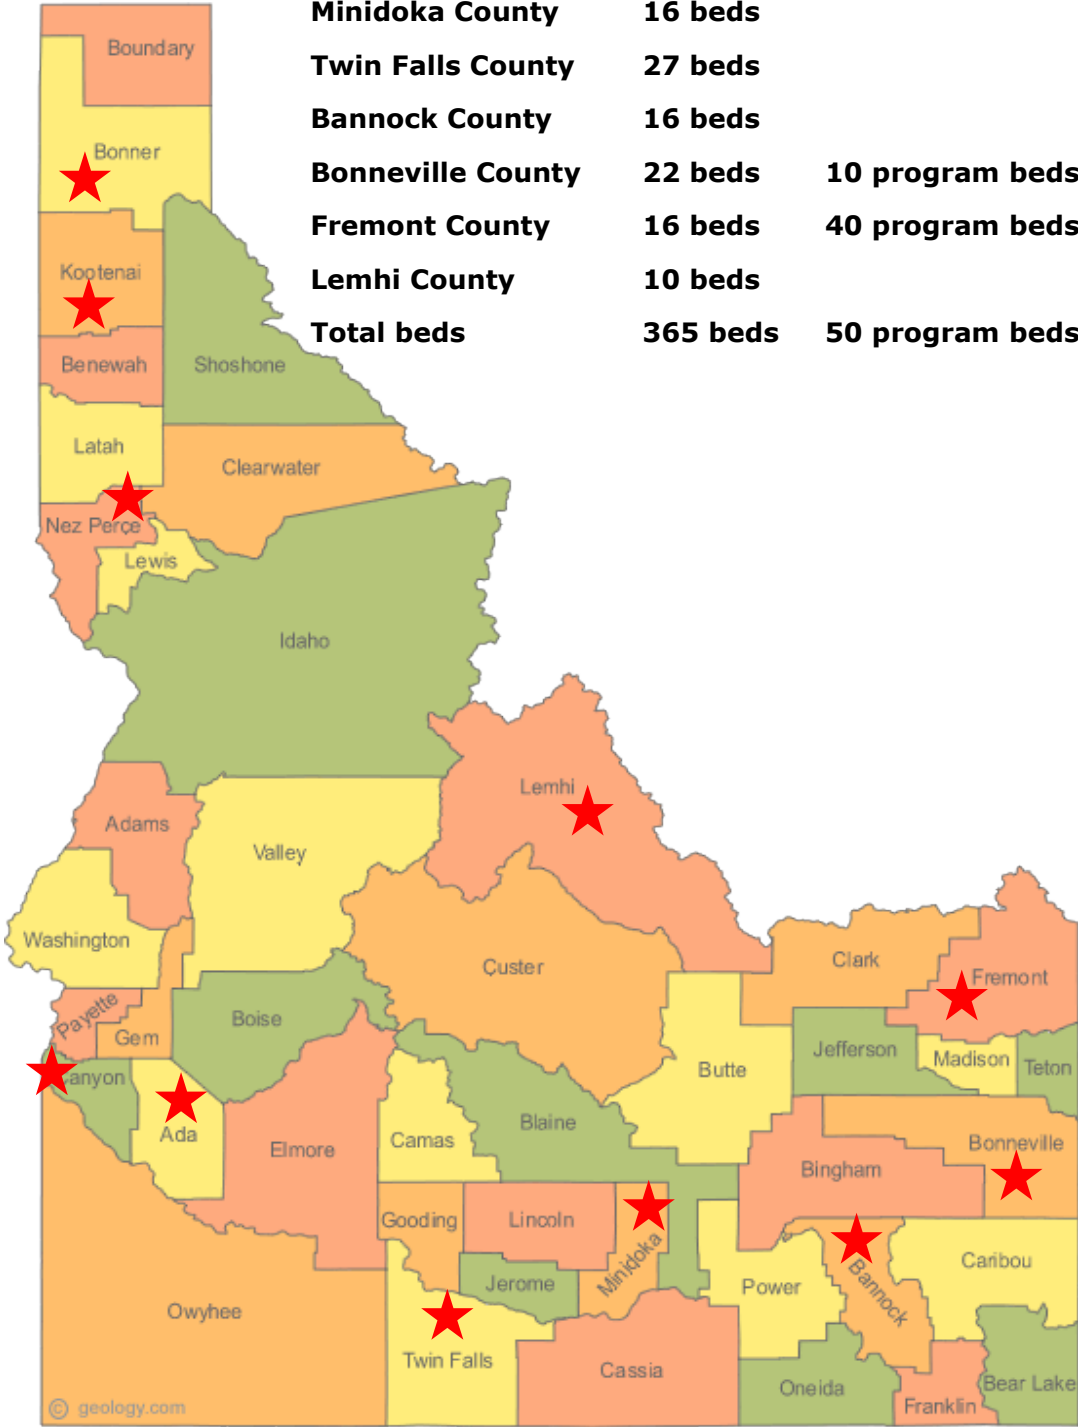 Minidoka County 16 beds
Twin Falls County 27 beds
Bannock County 16 beds
Bonneville County 22 beds 10 program beds
Fremont County 16 beds 40 program beds
Lemhi County 10 beds
Total beds 365 beds 50 program beds
Boundary
Bonner
Kootenai
Benewah
Shoshone
Latah
Clearwater
Nez Perce
Lewis
Idaho
Lemhi
Adams
Valley
Washington
Custer
Clark
Fremont
Payette
Gem
Boise
Jefferson
Madison
Teton
Butte
Canyon
Ada
Elmore
Camas
Blaine
Bonneville
Bingham
Gooding
Lincoln
Minidoka
Caribou
Jerome
Power
Bannock
Owyhee
Twin Falls
Cassia
Oneida
Bear Lake
Franklin
© geology.com